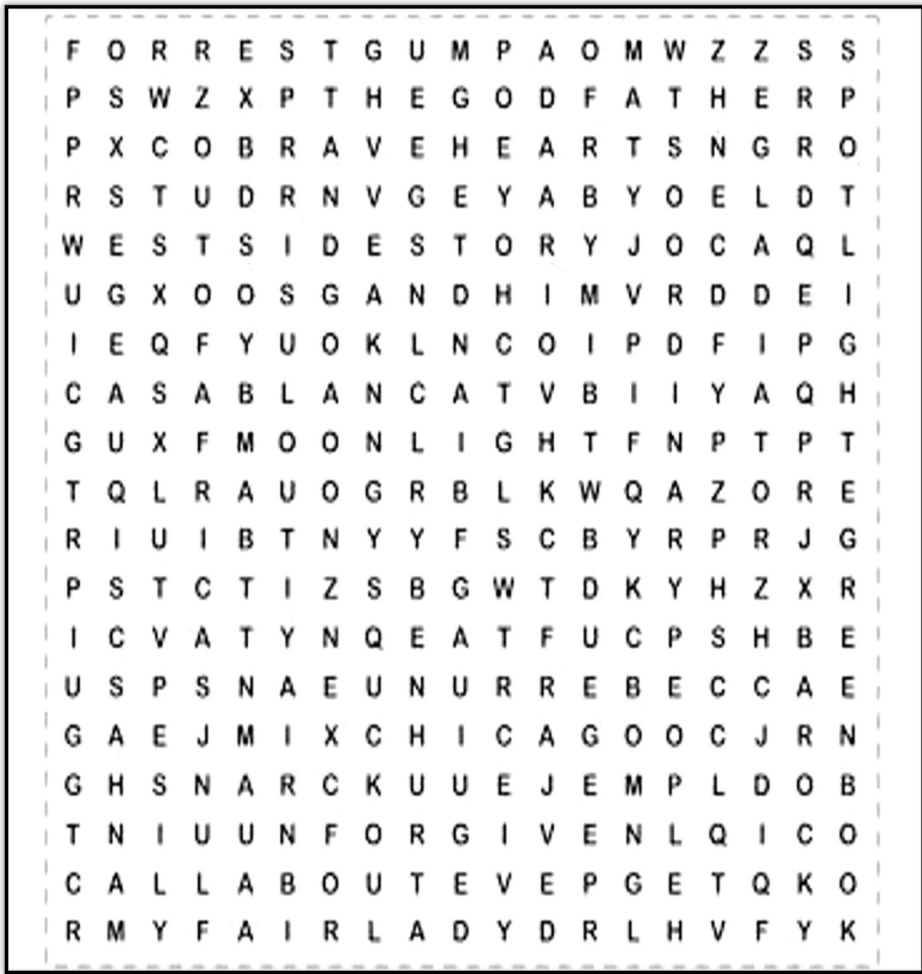 F O R R E S T G U M P A O M W Z Z S S
P S W Z X P T H E G O D F A T H E R P
P X C O B R A V E H E A R T S N G R O
R S T U D R N V G E Y A B Y O E L D T
W E S T S I D E S T O R Y J O C A Q L
U G X O O S G A N D H I M V R D D E I
I E Q F Y U O K L N C O I P D F I P G
C A S A B L A N C A T V B I I Y A Q H
G U X F M O O N L I G H T F N P T P T
T Q L R A U O G R B L K W Q A Z O R E
R I U I B T N Y Y F S C B Y R P R J G
P S T C T I Z S B G W T D K Y H Z X R
I C V A T Y N Q E A T F U C P S H B E
U S P S N A E U N U R R E B E C C A E
G A E J M I X C H I C A G O O C J R N
G H S N A R C K U U E J E M P L D O B
T N I U U N F O R G I V E N L Q I C O
C A L L A B O U T E V E P G E T Q K O
R M Y F A I R L A D Y D R L H V F Y K